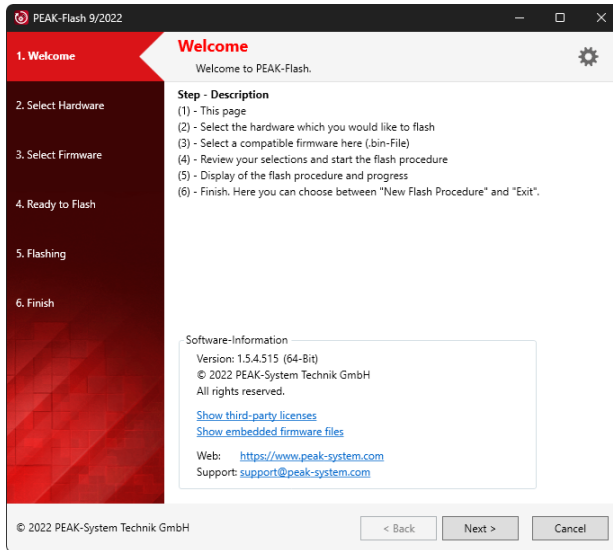 PEAK-Flash 9/2022
1. Welcome
2. Select Hardware
3. Select Firmware
4. Ready to Flash
5. Flashing
6. Finish
Welcome
Welcome to PEAK-Flash.
Step - Description
(1) - This page
(2) - Select the hardware which you would like to flash
(3) - Select a compatible firmware here (.bin-File)
(4) - Review your selections and start the flash procedure
(5) - Display of the flash procedure and progress
(6) - Finish. Here you can choose between "New Flash Procedure" and "Exit".
Software-Information
Version: 1.5.4.515 (64-Bit)
© 2022 PEAK-System Technik GmbH
All rights reserved.
Show third-party licenses
Show embedded firmware files
Web: https://www.peak-system.com
Support: support@peak-system.com
© 2022 PEAK-System Technik GmbH
< Back
Next >
Cancel